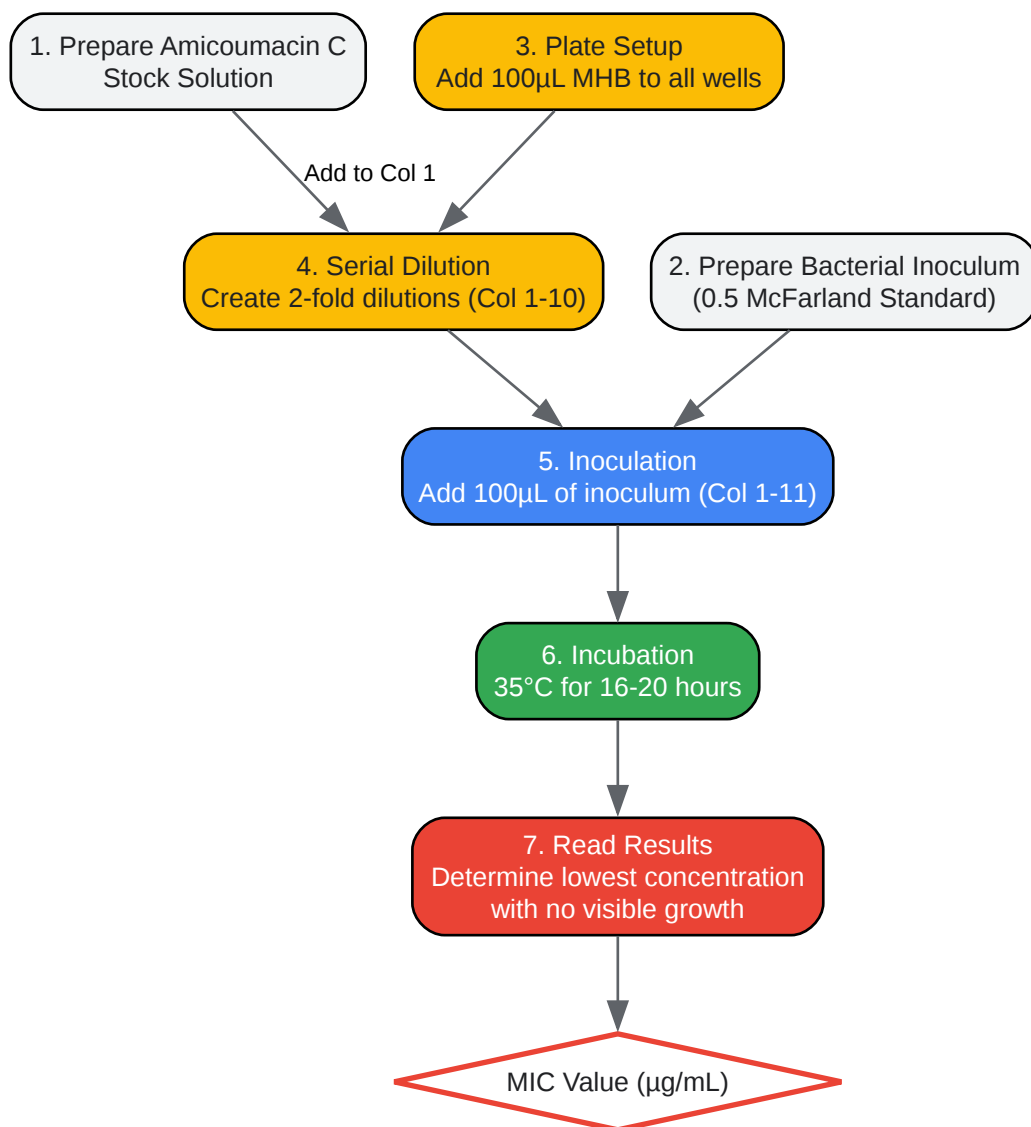 1. Prepare Amicoumacin C
Stock Solution
3. Plate Setup
Add 100µL MHB to all wells
Add to Col 1
4. Serial Dilution
Create 2-fold dilutions (Col 1-10)
2. Prepare Bacterial Inoculum
(0.5 McFarland Standard)
5. Inoculation
Add 100µL of inoculum (Col 1-11)
6. Incubation
35°C for 16-20 hours
7. Read Results
Determine lowest concentration
with no visible growth
MIC Value (µg/mL)